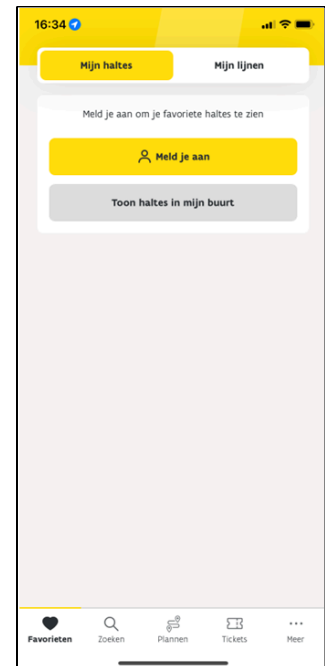 16:34
Mijn haltes Mijn lijnen
Meld je aan om je favoriete haltes te zien
Meld je aan
Toon haltes in mijn buurt
Favorieten Zoeken Plannen Tickets Meer